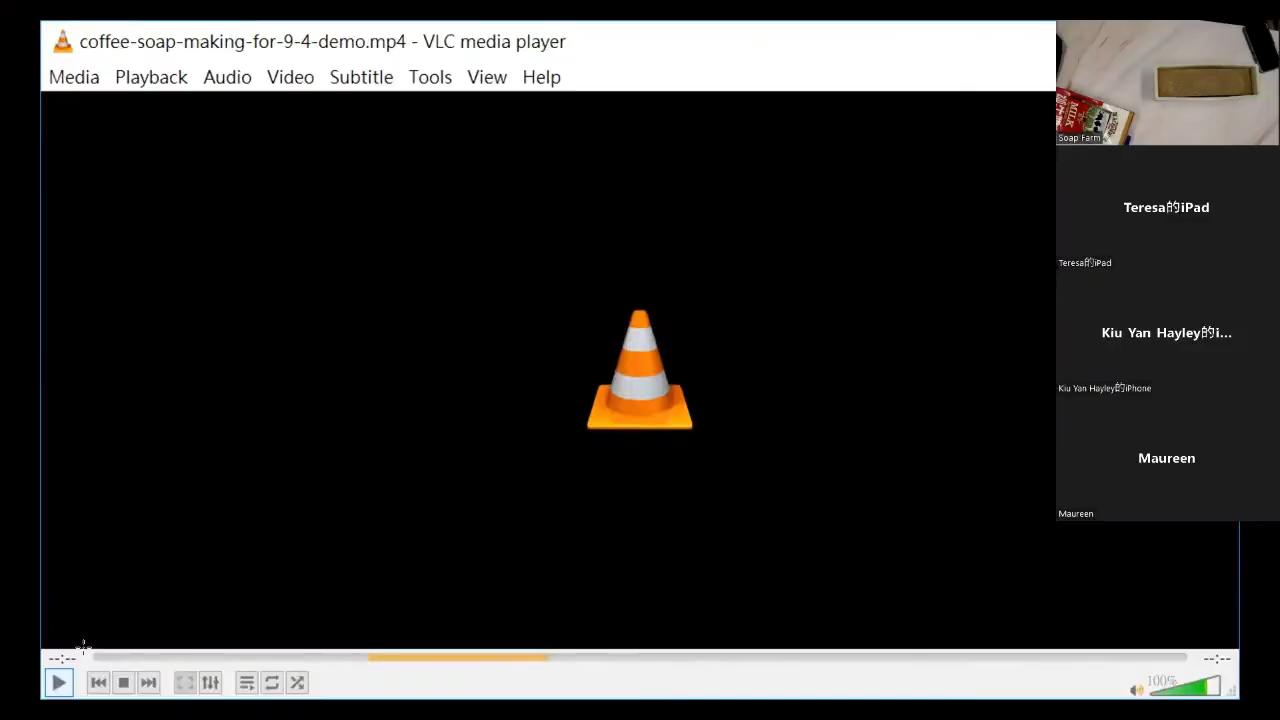 coffee-soap-making-for-9-4-demo.mp4 - VLC media player
Media Playback Audio Video Subtitle Tools View Help
MILK
Soap Farm
Teresa的iPad
Teresa的iPad
Kiu Yan Hayley的i...
Kiu Yan Hayley的iPhone
Maureen
Maureen
--:--
--:--
100%